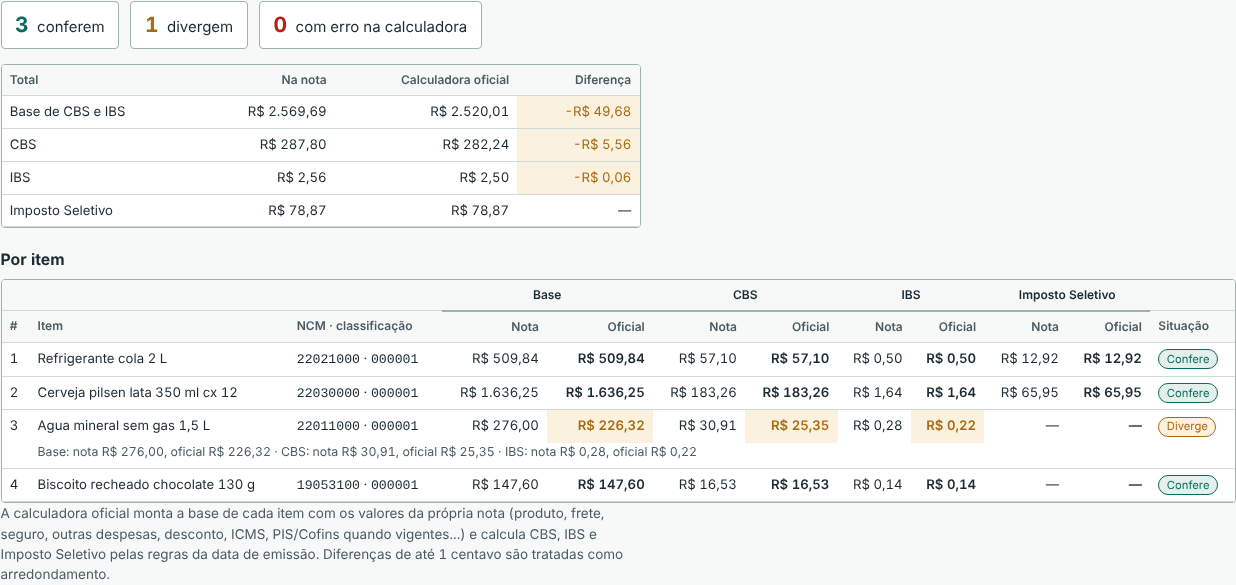 3 conferem 1 divergem 0 com erro na calculadora
Total Na nota Calculadora oficial Diferença
Base de CBS e IBS R$ 2.569,69 R$ 2.520,01 -R$ 49,68
CBS R$ 287,80 R$ 282,24 -R$ 5,56
IBS R$ 2,56 R$ 2,50 -R$ 0,06
Imposto Seletivo R$ 78,87 R$ 78,87 —
Por item
Base CBS IBS Imposto Seletivo
# Item NCM · classificação Nota Oficial Nota Oficial Nota Oficial Nota Oficial Situação
1 Refrigerante cola 2 L 22021000 · 000001 R$ 509,84 R$ 509,84 R$ 57,10 R$ 57,10 R$ 0,50 R$ 0,50 R$ 12,92 R$ 12,92 Confere
2 Cerveja pilsen lata 350 ml cx 12 22030000 · 000001 R$ 1.636,25 R$ 1.636,25 R$ 183,26 R$ 183,26 R$ 1,64 R$ 1,64 R$ 65,95 R$ 65,95 Confere
3 Agua mineral sem gas 1,5 L 22011000 · 000001 R$ 276,00 R$ 226,32 R$ 30,91 R$ 25,35 R$ 0,28 R$ 0,22 — — Diverge
Base: nota R$ 276,00, oficial R$ 226,32 · CBS: nota R$ 30,91, oficial R$ 25,35 · IBS: nota R$ 0,28, oficial R$ 0,22
4 Biscoito recheado chocolate 130 g 19053100 · 000001 R$ 147,60 R$ 147,60 R$ 16,53 R$ 16,53 R$ 0,14 R$ 0,14 — — Confere
A calculadora oficial monta a base de cada item com os valores da própria nota (produto, frete,
seguro, outras despesas, desconto, ICMS, PIS/Cofins quando vigentes…) e calcula CBS, IBS e
Imposto Seletivo pelas regras da data de emissão. Diferenças de até 1 centavo são tratadas como
arredondamento.